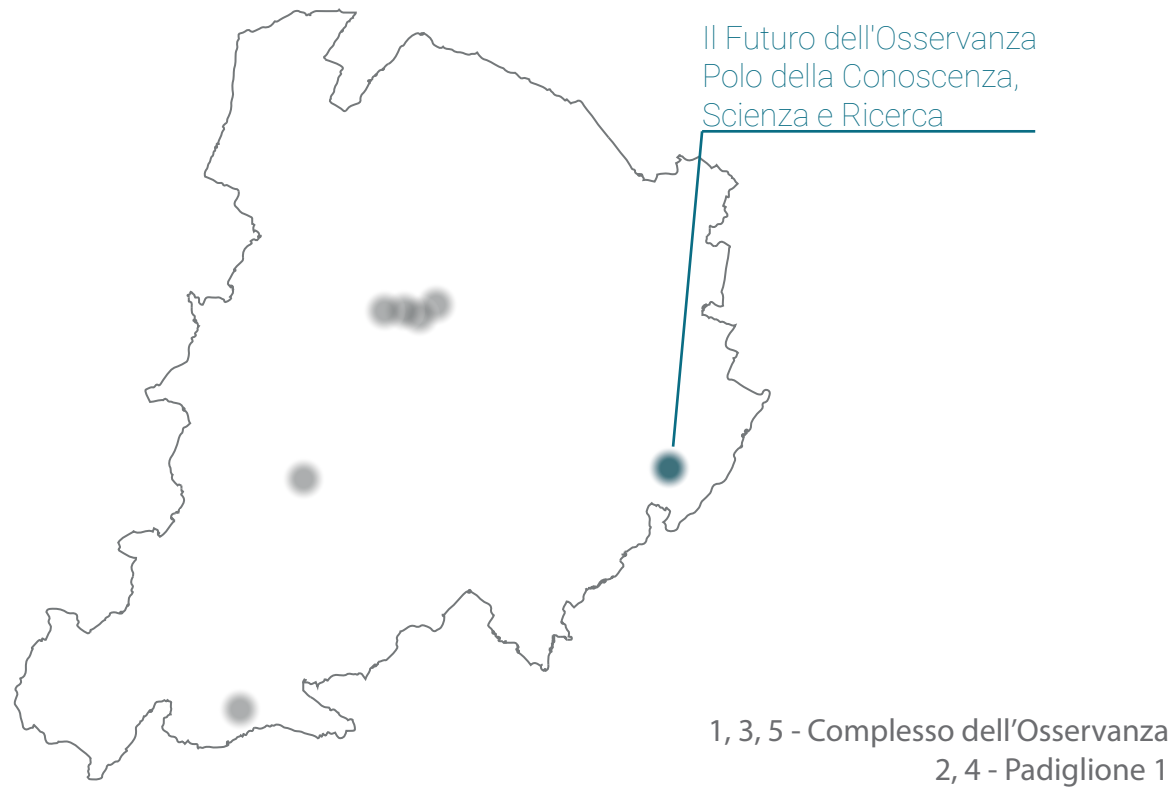 Il Futuro dell'Osservanza
Polo della Conoscenza,
Scienza e Ricerca
1, 3, 5 - Complesso dell’Osservanza
2, 4 - Padiglione 1